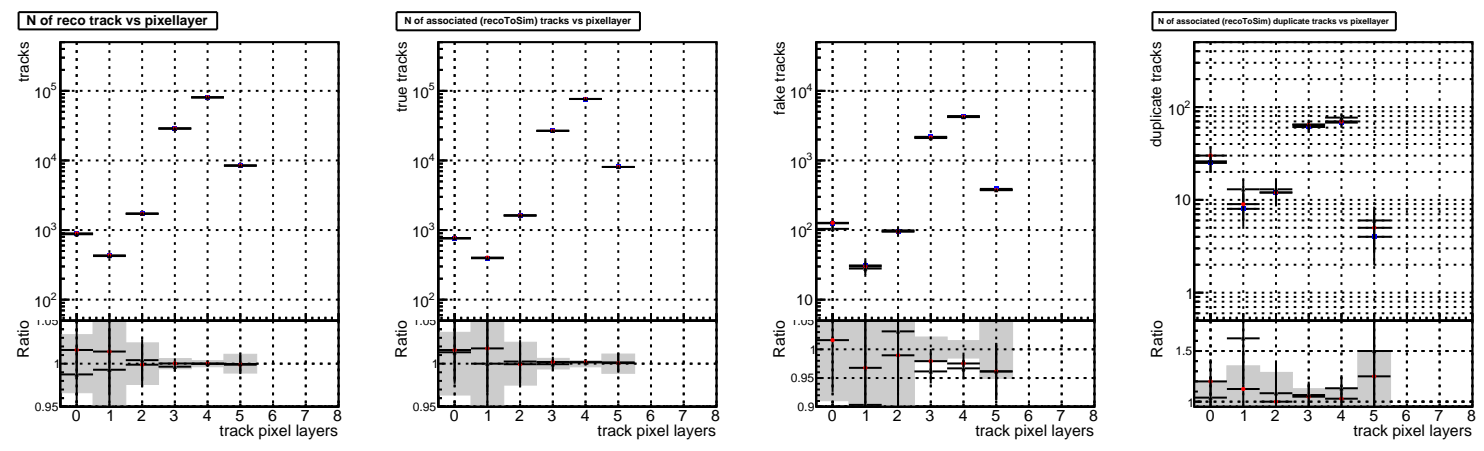 N of reco track vs pixellayer
tracks
10^5
10^4
10^3
10^2
Ratio
1.05
1
0.95
0 1 2 3 4 5 6 7 8
track pixel layers
N of associated (recoToSim) tracks vs pixellayer
true tracks
10^5
10^4
10^3
10^2
Ratio
1.05
1
0.95
0 1 2 3 4 5 6 7 8
track pixel layers
fake tracks
10^4
10^3
10^2
10
Ratio
1.05
1
0.95
0.9
0 1 2 3 4 5 6 7 8
track pixel layers
N of associated (recoToSim) duplicate tracks vs pixellayer
duplicate tracks
10^2
10
1
Ratio
1.5
1
0 1 2 3 4 5 6 7 8
track pixel layers